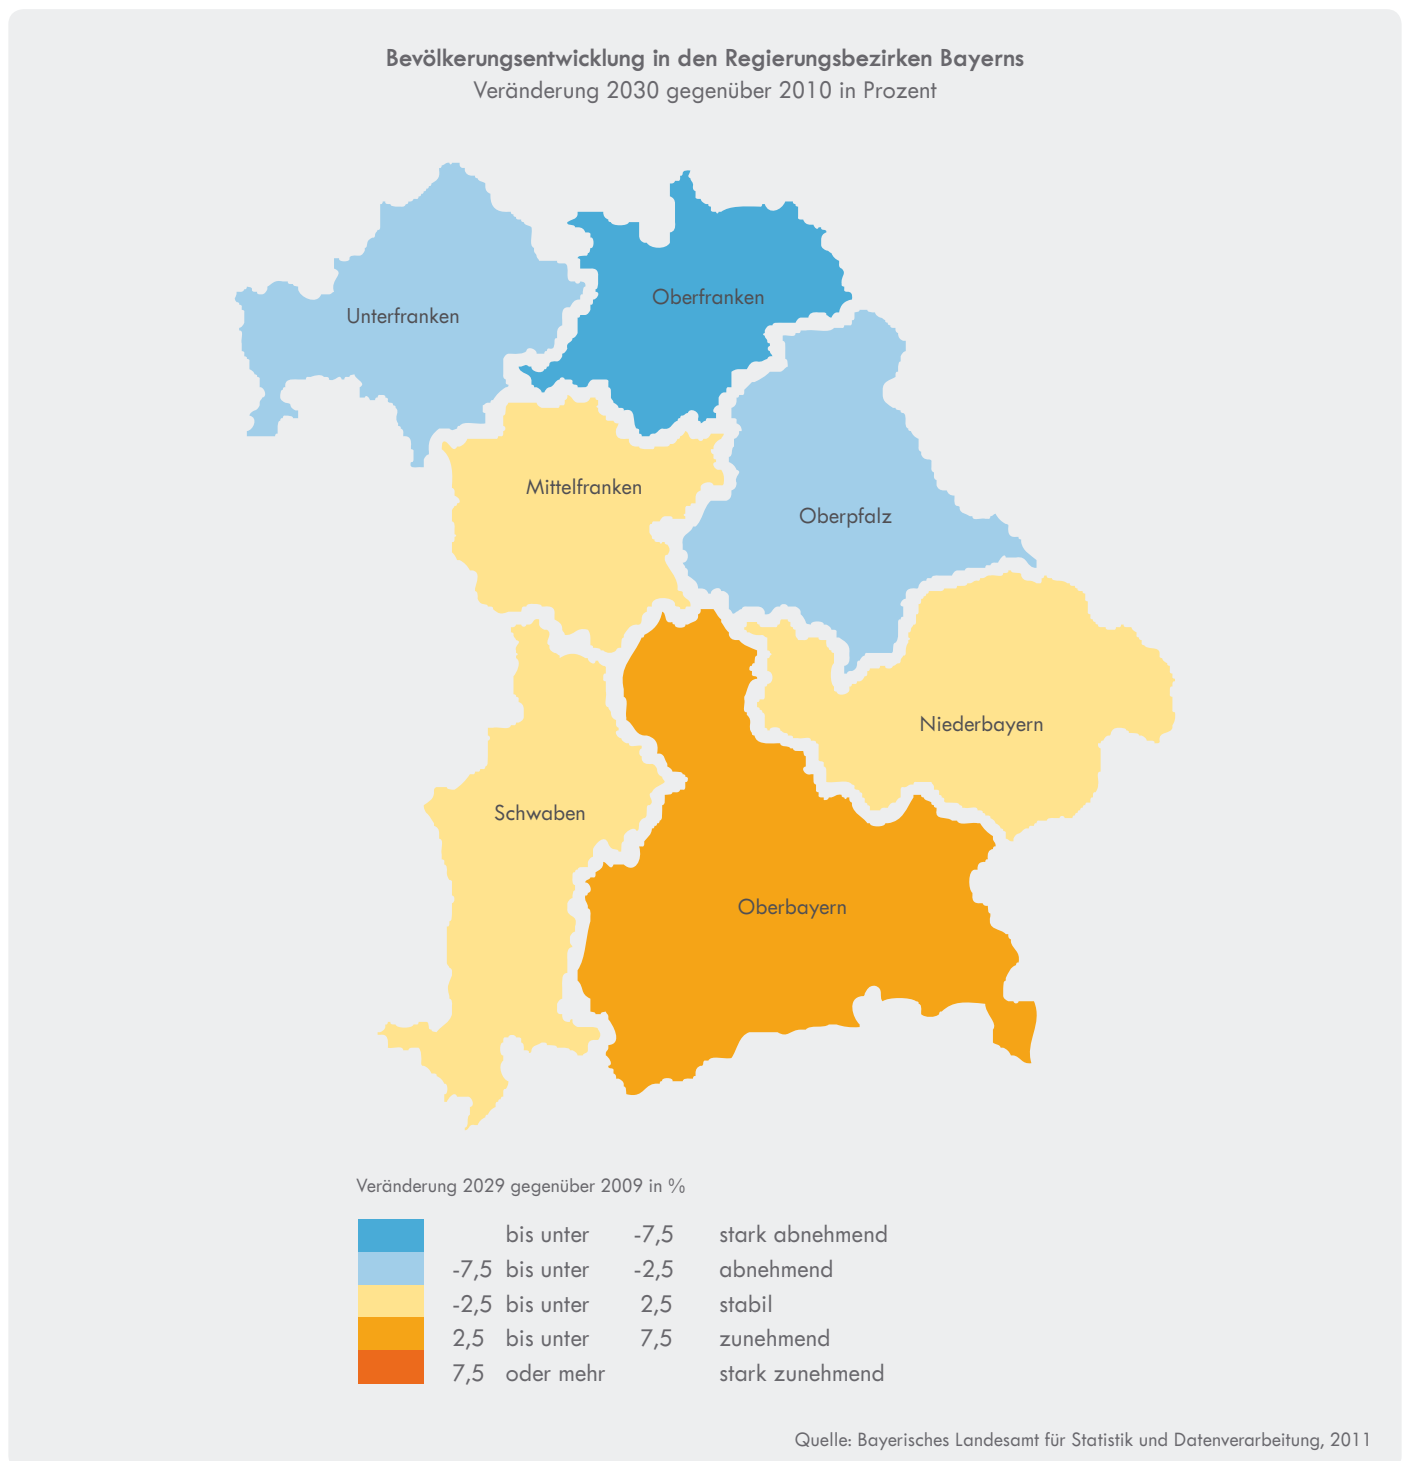 Bevölkerungsentwicklung in den Regierungsbezirken Bayerns
Veränderung 2030 gegenüber 2010 in Prozent
Oberfranken
Unterfranken
Mittelfranken
Oberpfalz
Niederbayern
Schwaben
Oberbayern
Veränderung 2029 gegenüber 2009 in %
bis unter -7,5 stark abnehmend
-7,5 bis unter -2,5 abnehmend
-2,5 bis unter 2,5 stabil
2,5 bis unter 7,5 zunehmend
7,5 oder mehr stark zunehmend
Quelle: Bayerisches Landesamt für Statistik und Datenverarbeitung, 2011